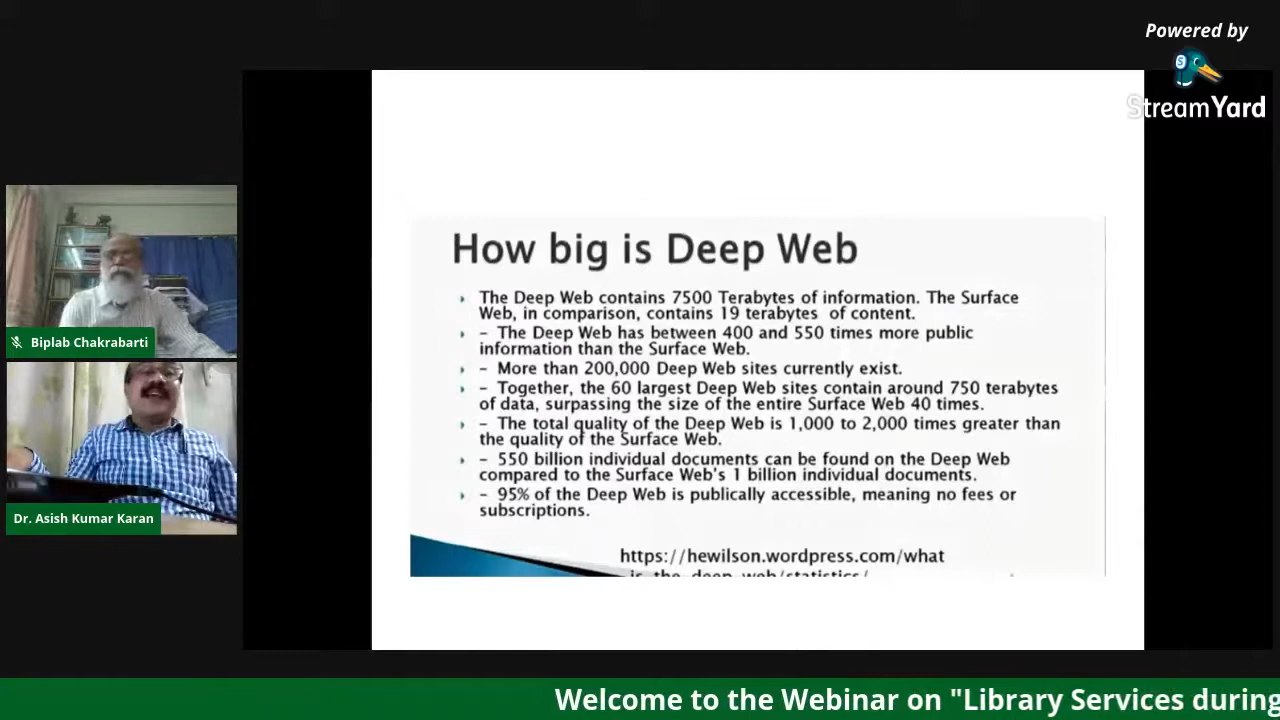 Powered by
StreamYard
How big is Deep Web
The Deep Web contains 7500 Terabytes of information. The Surface
Web, in comparison, contains 19 terabytes of content.
– The Deep Web has between 400 and 550 times more public
information than the Surface Web.
– More than 200,000 Deep Web sites currently exist.
– Together, the 60 largest Deep Web sites contain around 750 terabytes
of data, surpassing the size of the entire Surface Web 40 times.
– The total quality of the Deep Web is 1,000 to 2,000 times greater than
the quality of the Surface Web.
– 550 billion individual documents can be found on the Deep Web
compared to the Surface Web's 1 billion individual documents.
– 95% of the Deep Web is publically accessible, meaning no fees or
subscriptions.
https://hewilson.wordpress.com/what
is the deep web/statistics/
Biplab Chakrabarti
Dr. Asish Kumar Karan
Welcome to the Webinar on "Library Services during